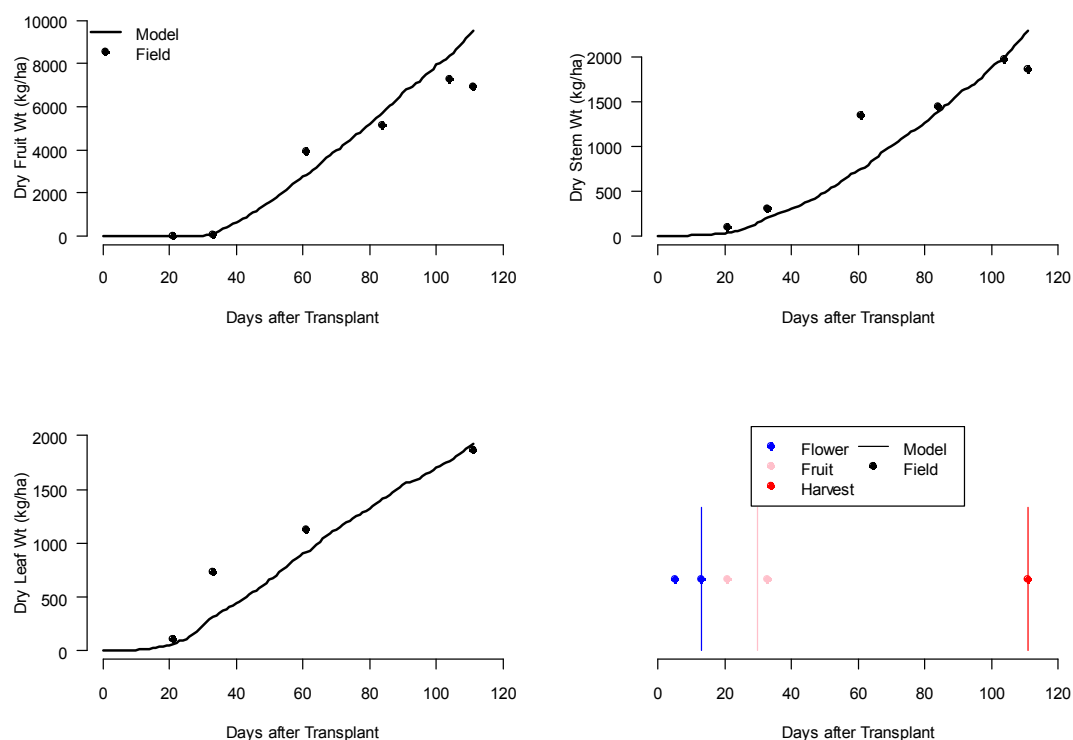 Dry Fruit Wt (kg/ha)
10000
8000
6000
4000
2000
0
Model
Field
0 20 40 60 80 100 120
Days after Transplant
Dry Stem Wt (kg/ha)
2000
1500
1000
500
0
0 20 40 60 80 100 120
Days after Transplant
Dry Leaf Wt (kg/ha)
2000
1500
1000
500
0
0 20 40 60 80 100 120
Days after Transplant
Flower Model
Fruit Field
Harvest
0 20 40 60 80 100 120
Days after Transplant